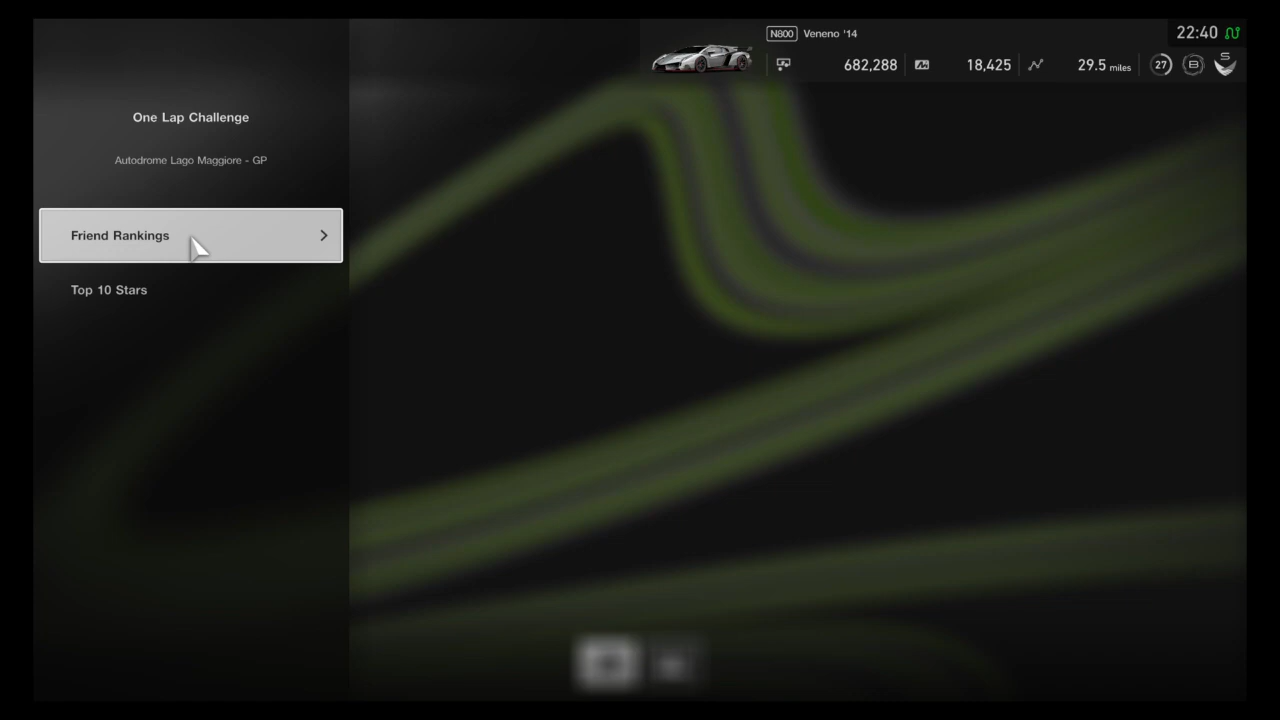 N800 Veneno '14
22:40
682,288
18,425
29.5 miles
27
B
S
One Lap Challenge
Autodrome Lago Maggiore - GP
Friend Rankings
Top 10 Stars